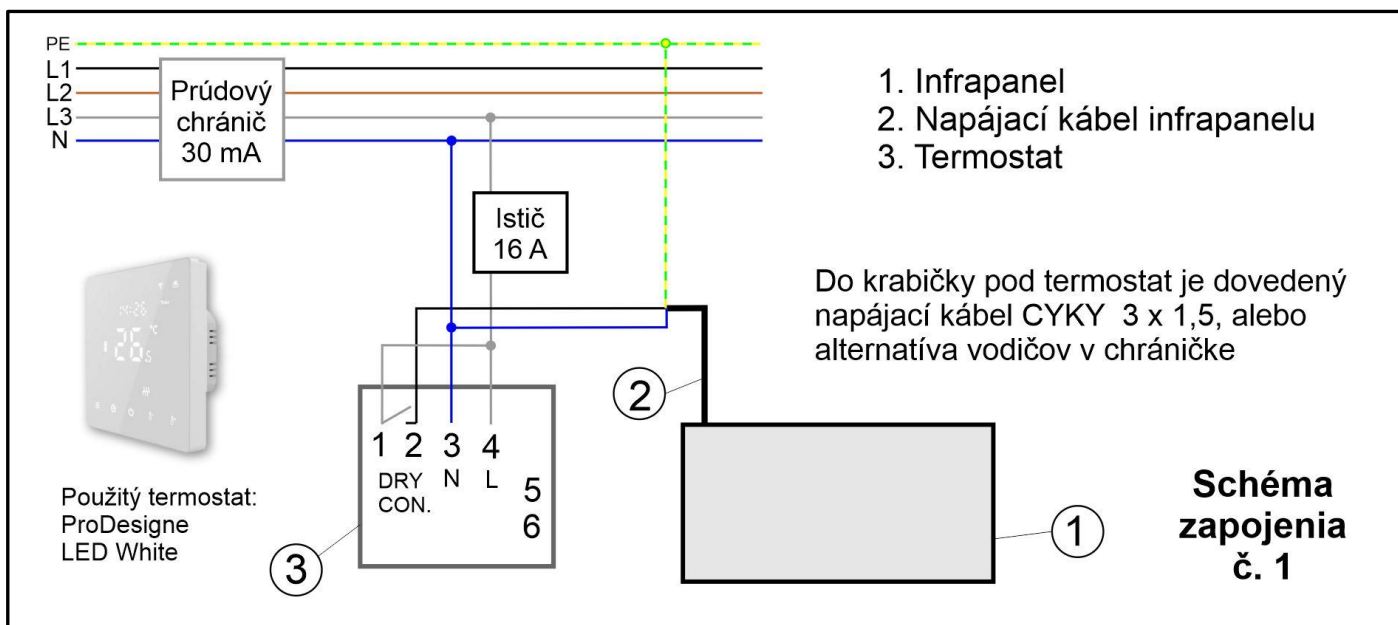 PE
L1
L2
L3
N
Prúdový
chránič
30 mA
1. Infrapanel
2. Napájací kábel infrapanelu
3. Termostat
Istič
16 A
Do krabičky pod termostat je dovedený
napájací kábel CYKY 3 x 1,5, alebo
alternatíva vodičov v chráničke
26.5
°C
2
1 2 3 4
DRY N L
CON.
5
6
Použitý termostat:
ProDesigne
LED White
3
1
Schéma
zapojenia
č. 1